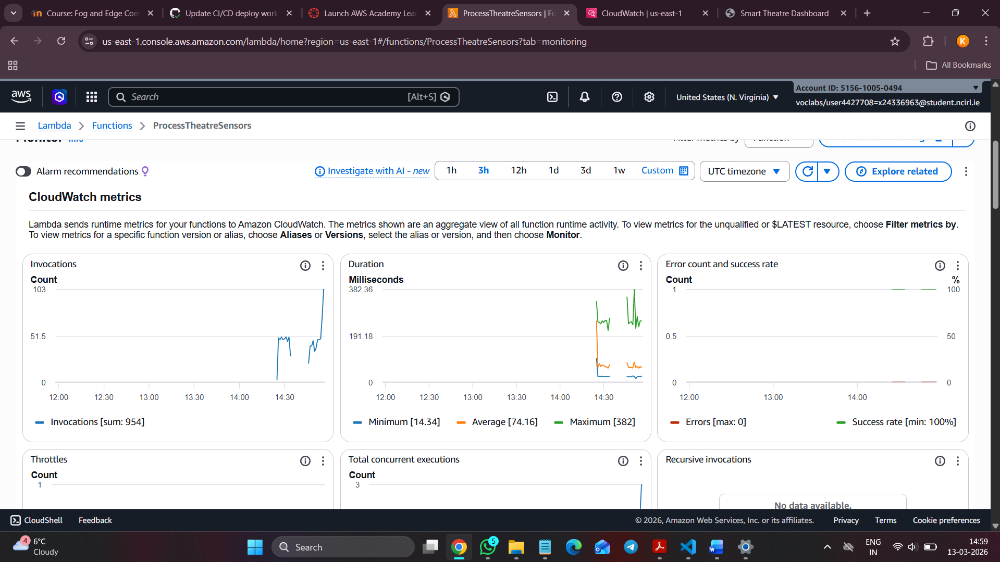 Course: Fog and Edge Com
Update CI/CD deploy work
Launch AWS Academy Lea
ProcessTheatreSensors | Fu
CloudWatch | us-east-1
Smart Theatre Dashboard
us-east-1.console.aws.amazon.com/lambda/home?region=us-east-1#/functions/ProcessTheatreSensors?tab=monitoring
K
All Bookmarks
aws
Search
[Alt+S]
United States (N. Virginia)
Account ID: 5156-1005-0494
voclabs/user4427708=x24336963@student.ncirl.ie
Lambda > Functions > ProcessTheatreSensors
Alarm recommendations
Investigate with AI - new
1h 3h 12h 1d 3d 1w Custom
UTC timezone
Explore related
CloudWatch metrics
Lambda sends runtime metrics for your functions to Amazon CloudWatch. The metrics shown are an aggregate view of all function runtime activity. To view metrics for the unqualified or $LATEST resource, choose Filter metrics by.
To view metrics for a specific function version or alias, choose Aliases or Versions, select the alias or version, and then choose Monitor.
Invocations
Count
103
51.5
0
12:00 12:30 13:00 13:30 14:00 14:30
Invocations [sum: 954]
Duration
Milliseconds
382.36
191.18
0
12:00 12:30 13:00 13:30 14:00 14:30
Minimum [14.34] Average [74.16] Maximum [382]
Error count and success rate
Count %
1 100
0.5 50
0 0
12:00 13:00 14:00
Errors [max: 0] Success rate [min: 100%]
Throttles
Count
1
Total concurrent executions
Count
3
Recursive invocations
No data available.
CloudShell Feedback
© 2026, Amazon Web Services, Inc. or its affiliates. Privacy Terms Cookie preferences
4
6°C
Cloudy
Search
5
ENG
IN
14:59
13-03-2026